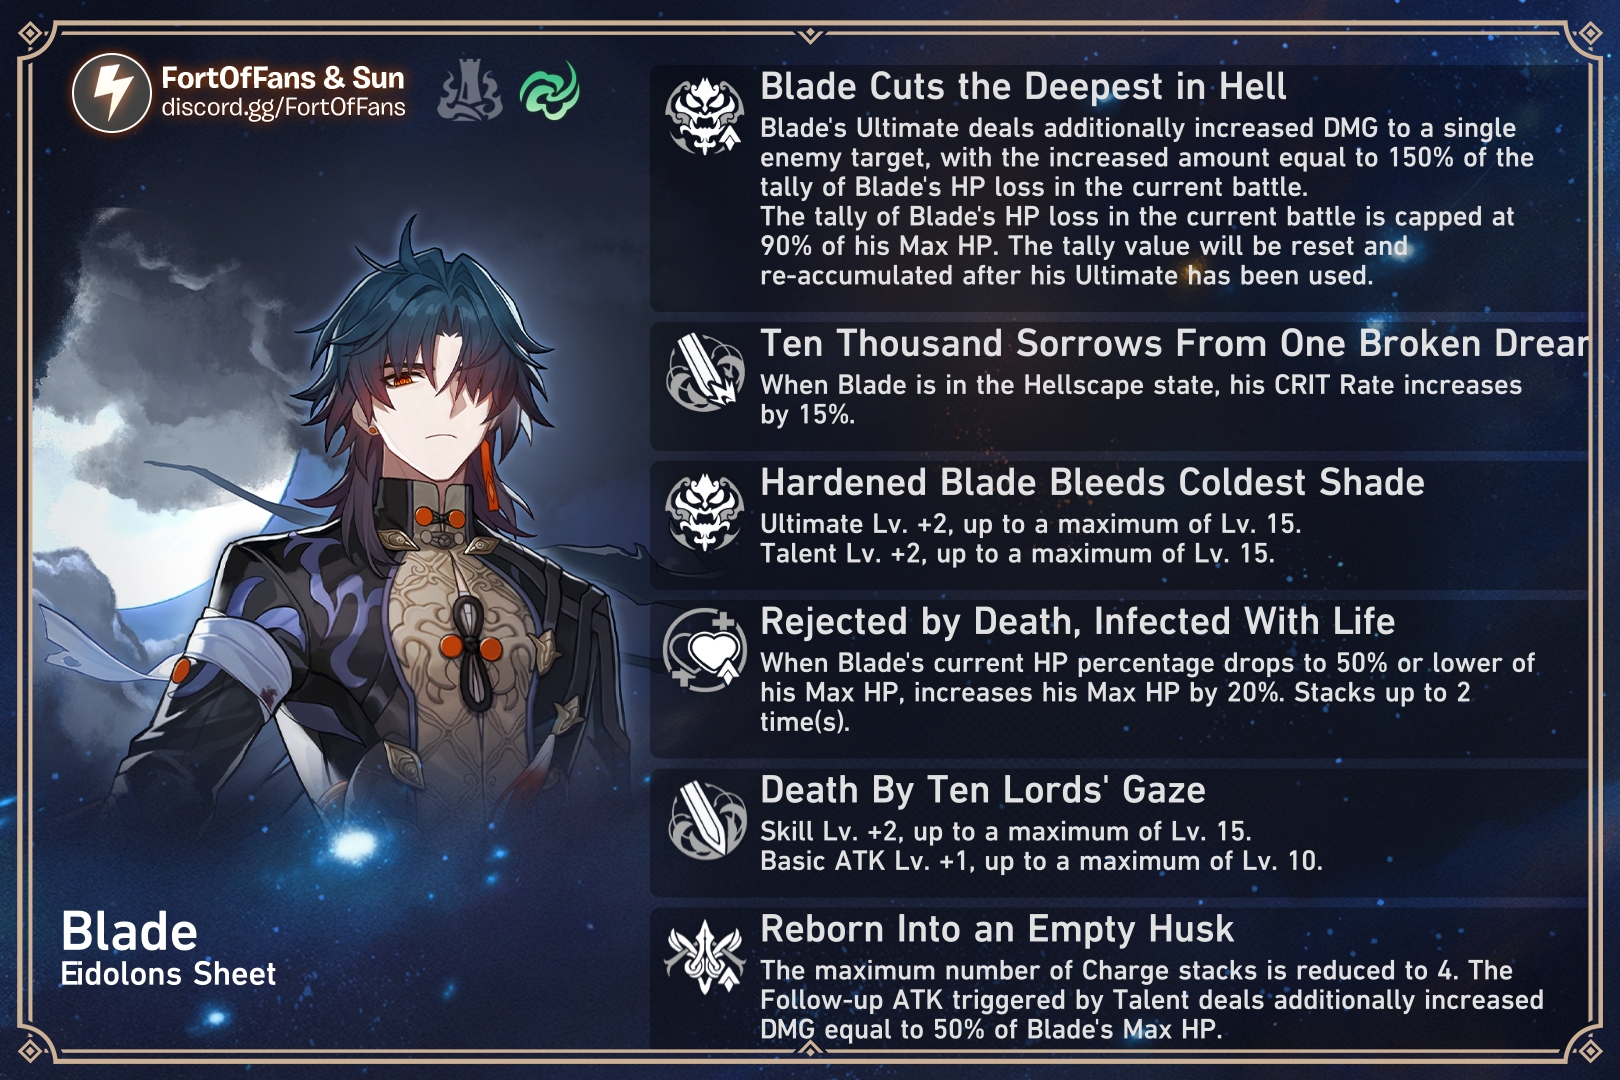 FortOfFans & Sun
discord.gg/FortOfFans
Blade Cuts the Deepest in Hell
Blade's Ultimate deals additionally increased DMG to a single
enemy target, with the increased amount equal to 150% of the
tally of Blade's HP loss in the current battle.
The tally of Blade's HP loss in the current battle is capped at
90% of his Max HP. The tally value will be reset and
re-accumulated after his Ultimate has been used.
Ten Thousand Sorrows From One Broken Drear
When Blade is in the Hellscape state, his CRIT Rate increases
by 15%.
Hardened Blade Bleeds Coldest Shade
Ultimate Lv. +2, up to a maximum of Lv. 15.
Talent Lv. +2, up to a maximum of Lv. 15.
Rejected by Death, Infected With Life
When Blade's current HP percentage drops to 50% or lower of
his Max HP, increases his Max HP by 20%. Stacks up to 2
time(s).
Death By Ten Lords' Gaze
Skill Lv. +2, up to a maximum of Lv. 15.
Basic ATK Lv. +1, up to a maximum of Lv. 10.
Reborn Into an Empty Husk
The maximum number of Charge stacks is reduced to 4. The
Follow-up ATK triggered by Talent deals additionally increased
DMG equal to 50% of Blade's Max HP.
Blade
Eidolons Sheet